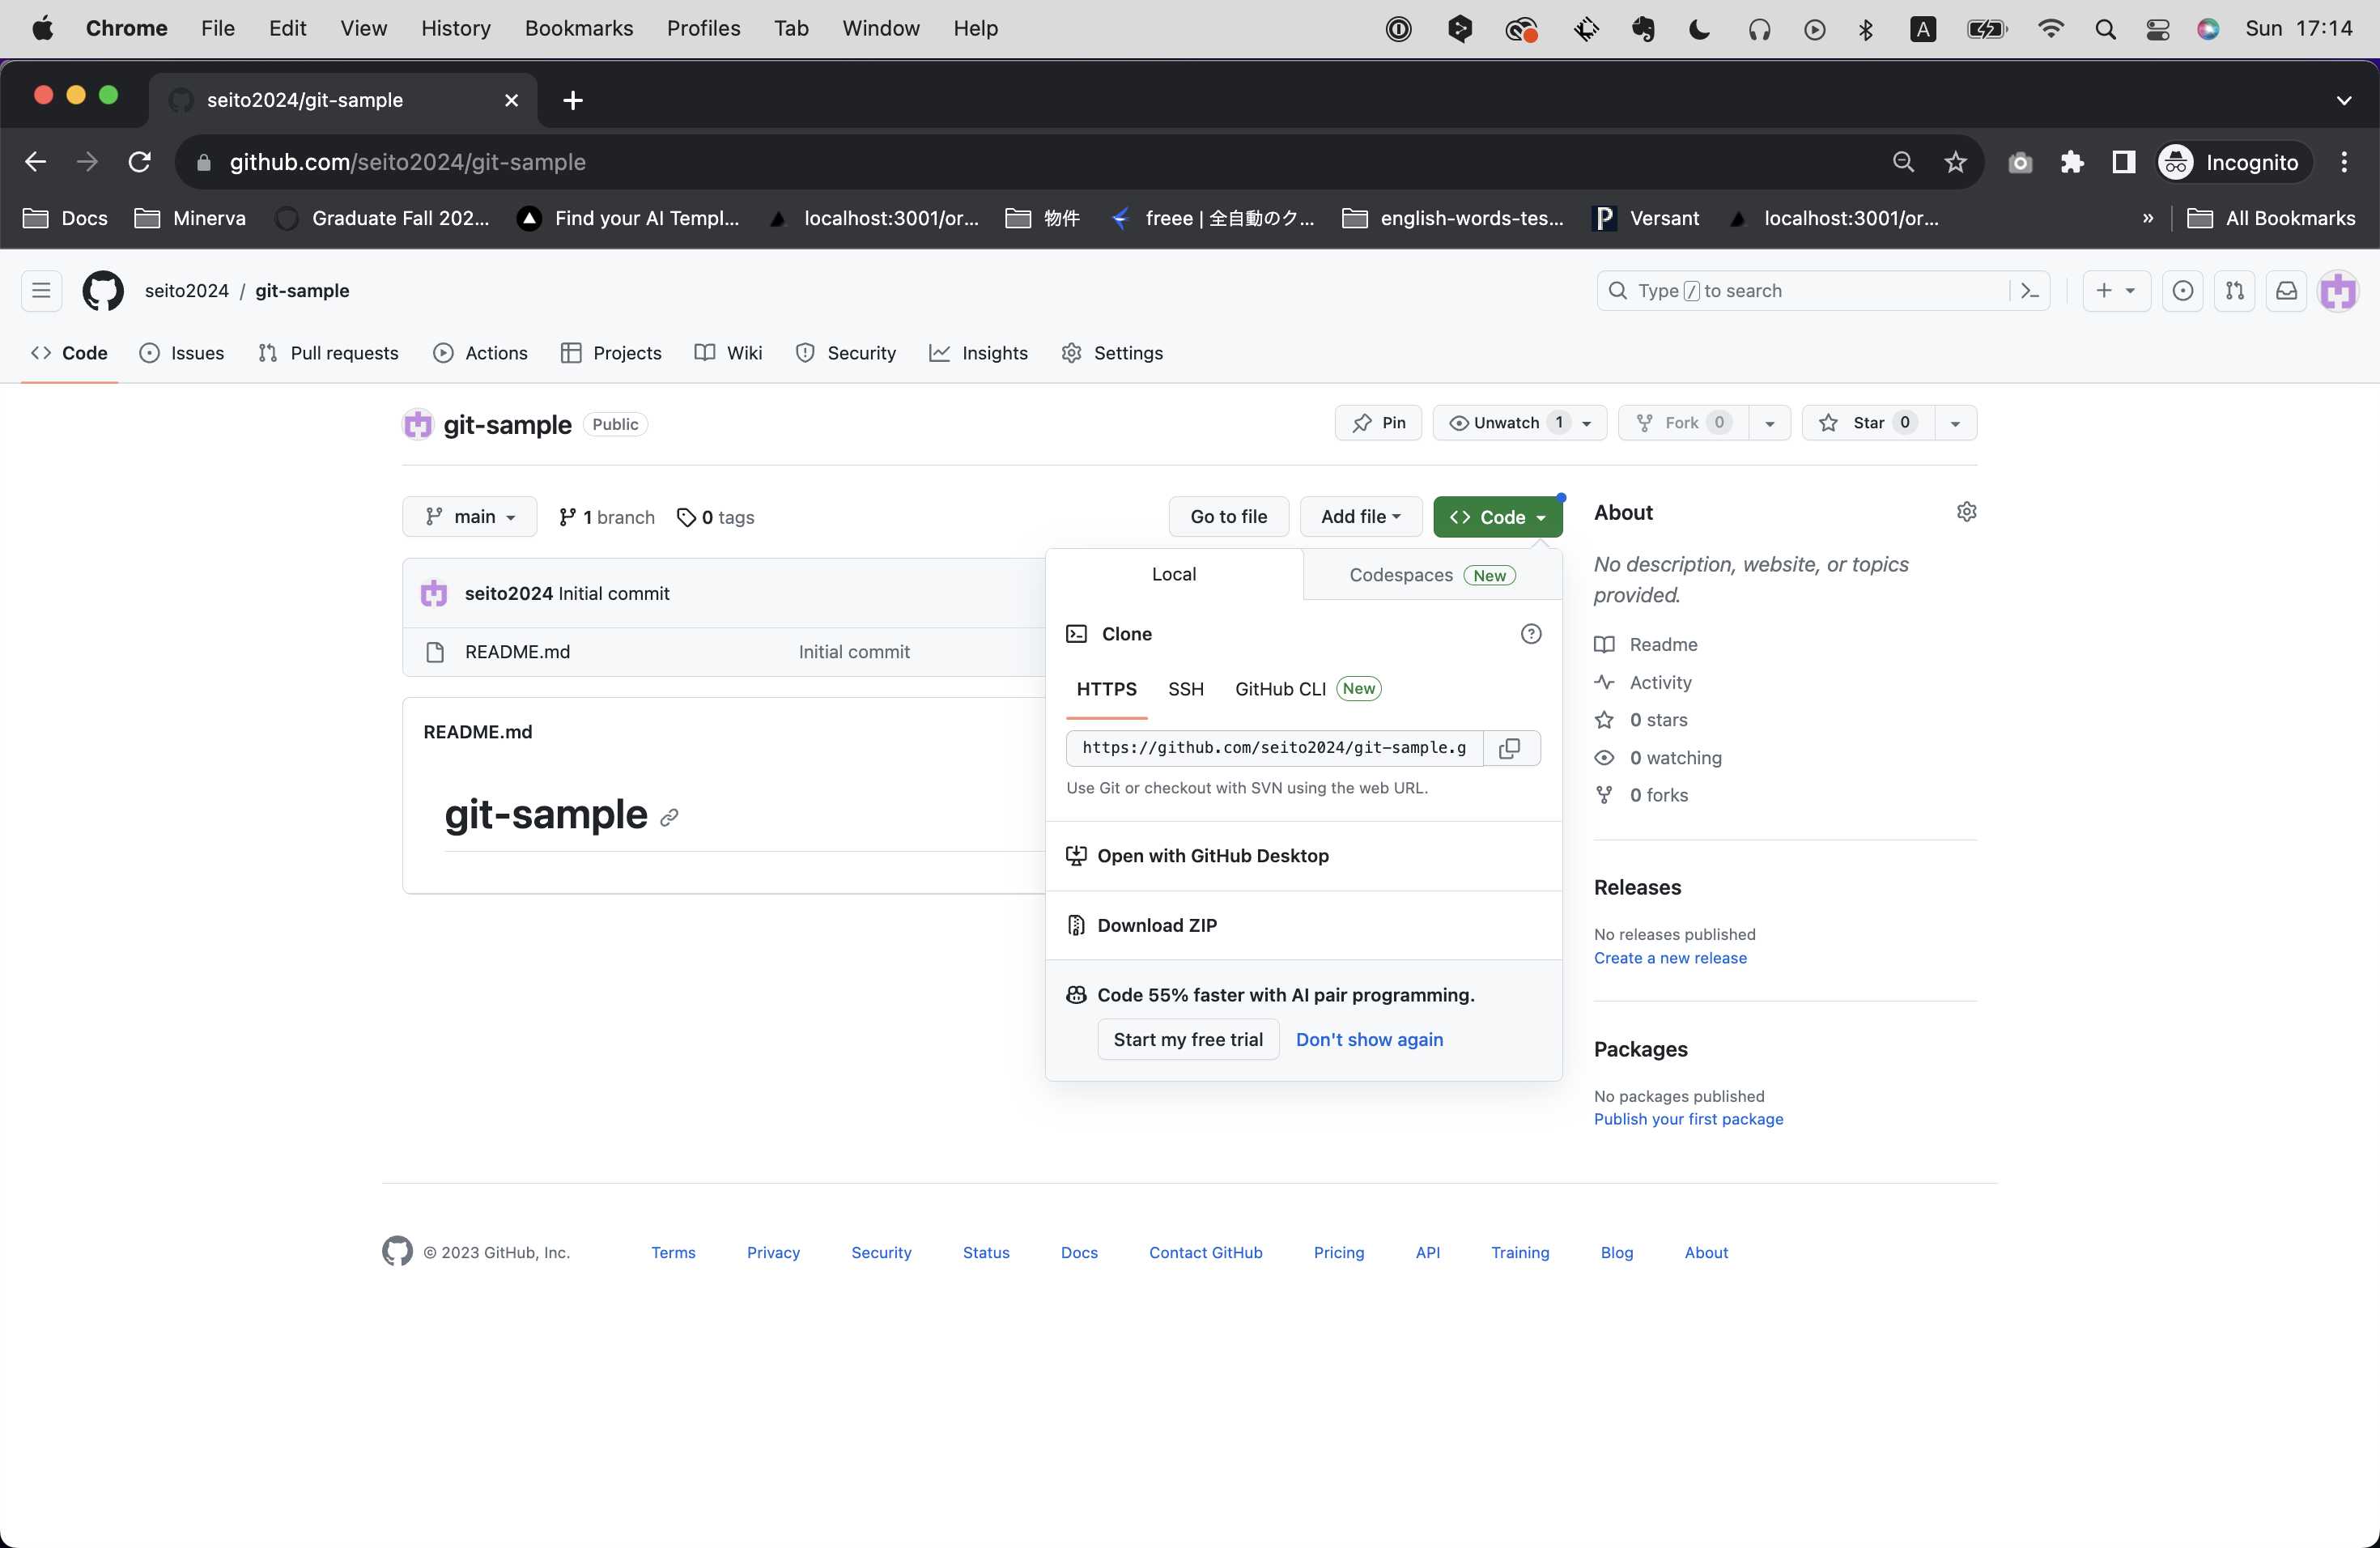 Chrome File Edit View History Bookmarks Profiles Tab Window Help A Sun 17:14
seito2024/git-sample
github.com/seito2024/git-sample Incognito
Docs Minerva Graduate Fall 202... Find your AI Templ... localhost:3001/or... 物件 freee | 全自動のク... english-words-tes... Versant localhost:3001/or... » All Bookmarks
seito2024 / git-sample Type / to search
Code Issues Pull requests Actions Projects Wiki Security Insights Settings
git-sample Public Pin Unwatch 1 Fork 0 Star 0
main 1 branch 0 tags Go to file Add file Code
seito2024 Initial commit
README.md Initial commit
README.md
git-sample
Local Codespaces New
Clone
HTTPS SSH GitHub CLI New
https://github.com/seito2024/git-sample.g
Use Git or checkout with SVN using the web URL.
Open with GitHub Desktop
Download ZIP
Code 55% faster with AI pair programming.
Start my free trial Don't show again
About
No description, website, or topics
provided.
Readme
Activity
0 stars
0 watching
0 forks
Releases
No releases published
Create a new release
Packages
No packages published
Publish your first package
© 2023 GitHub, Inc. Terms Privacy Security Status Docs Contact GitHub Pricing API Training Blog About